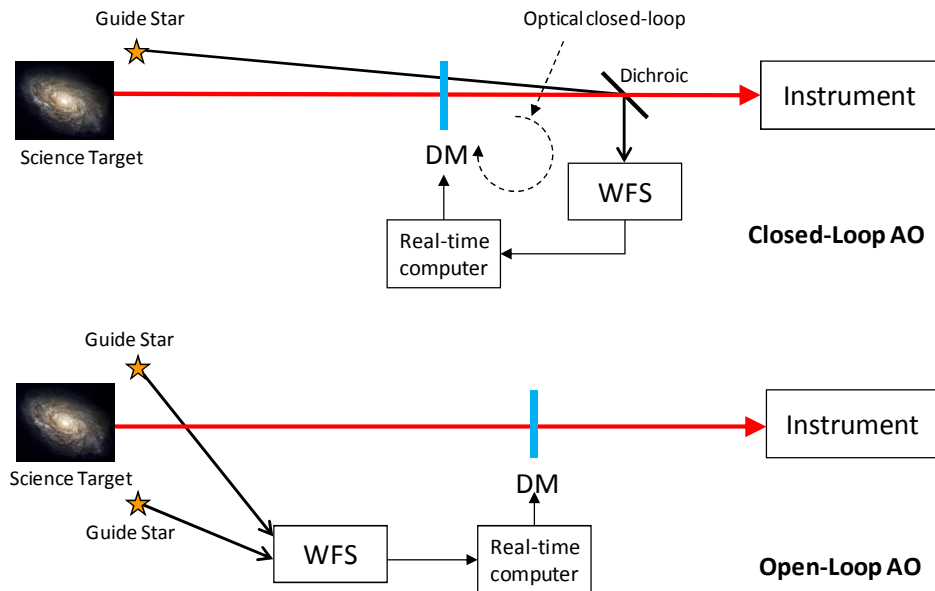 Guide Star
Optical closed-loop
Dichroic
Instrument
Science Target
DM
WFS
Real-time
computer
Closed-Loop AO
Guide Star
Instrument
Science Target
DM
Guide Star
WFS
Real-time
computer
Open-Loop AO